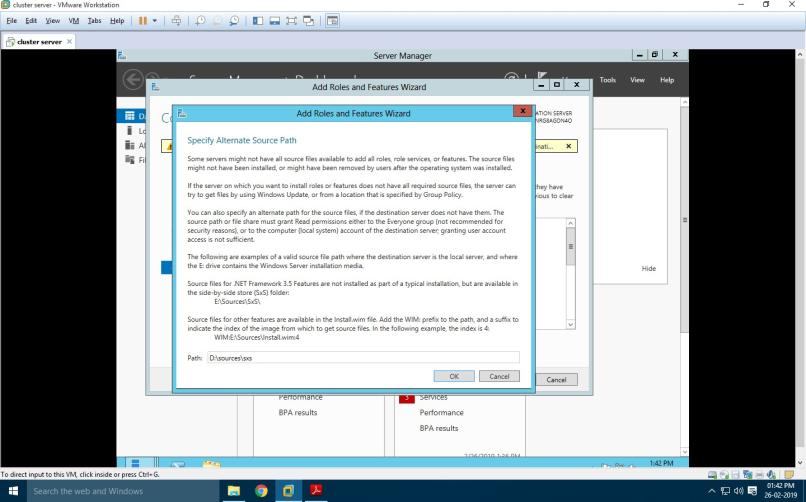 cluster server - VMware Workstation
File Edit View VM Tabs Help
cluster server ×
Server Manager
Tools View Help
Add Roles and Features Wizard
Add Roles and Features Wizard
Specify Alternate Source Path
Some servers might not have all source files available to add all roles, role services, or features. The source files
might not have been installed, or might have been removed by users after the operating system was installed.
If the server on which you want to install roles or features does not have all required source files, the server can
try to get files by using Windows Update, or from a location that is specified by Group Policy.
You can also specify an alternate path for the source files, if the destination server does not have them. The
source path or file share must grant Read permissions either to the Everyone group (not recommended for
security reasons), or to the computer (local system) account of the destination server; granting user account
access is not sufficient.
The following are examples of a valid source file path where the destination server is the local server, and where
the E: drive contains the Windows Server installation media.
Source files for .NET Framework 3.5 Features are not installed as part of a typical installation, but are available in
the side-by-side store (SxS) folder:
E:\Sources\SxS\
Source files for other features are available in the Install.wim file. Add the WIM: prefix to the path, and a suffix to
indicate the index of the image from which to get source files. In the following example, the index is 4:
WIM:E:\Sources\Install.wim:4
Path: D:\sources\sxs
OK Cancel
they have
Hide
Cancel
Performance
BPA results
3 Services
Performance
BPA results
2/26/2019 1:36 PM
1:42 PM
To direct input to this VM, click inside or press Ctrl+G.
Search the web and Windows
01:42 PM
26-02-2019